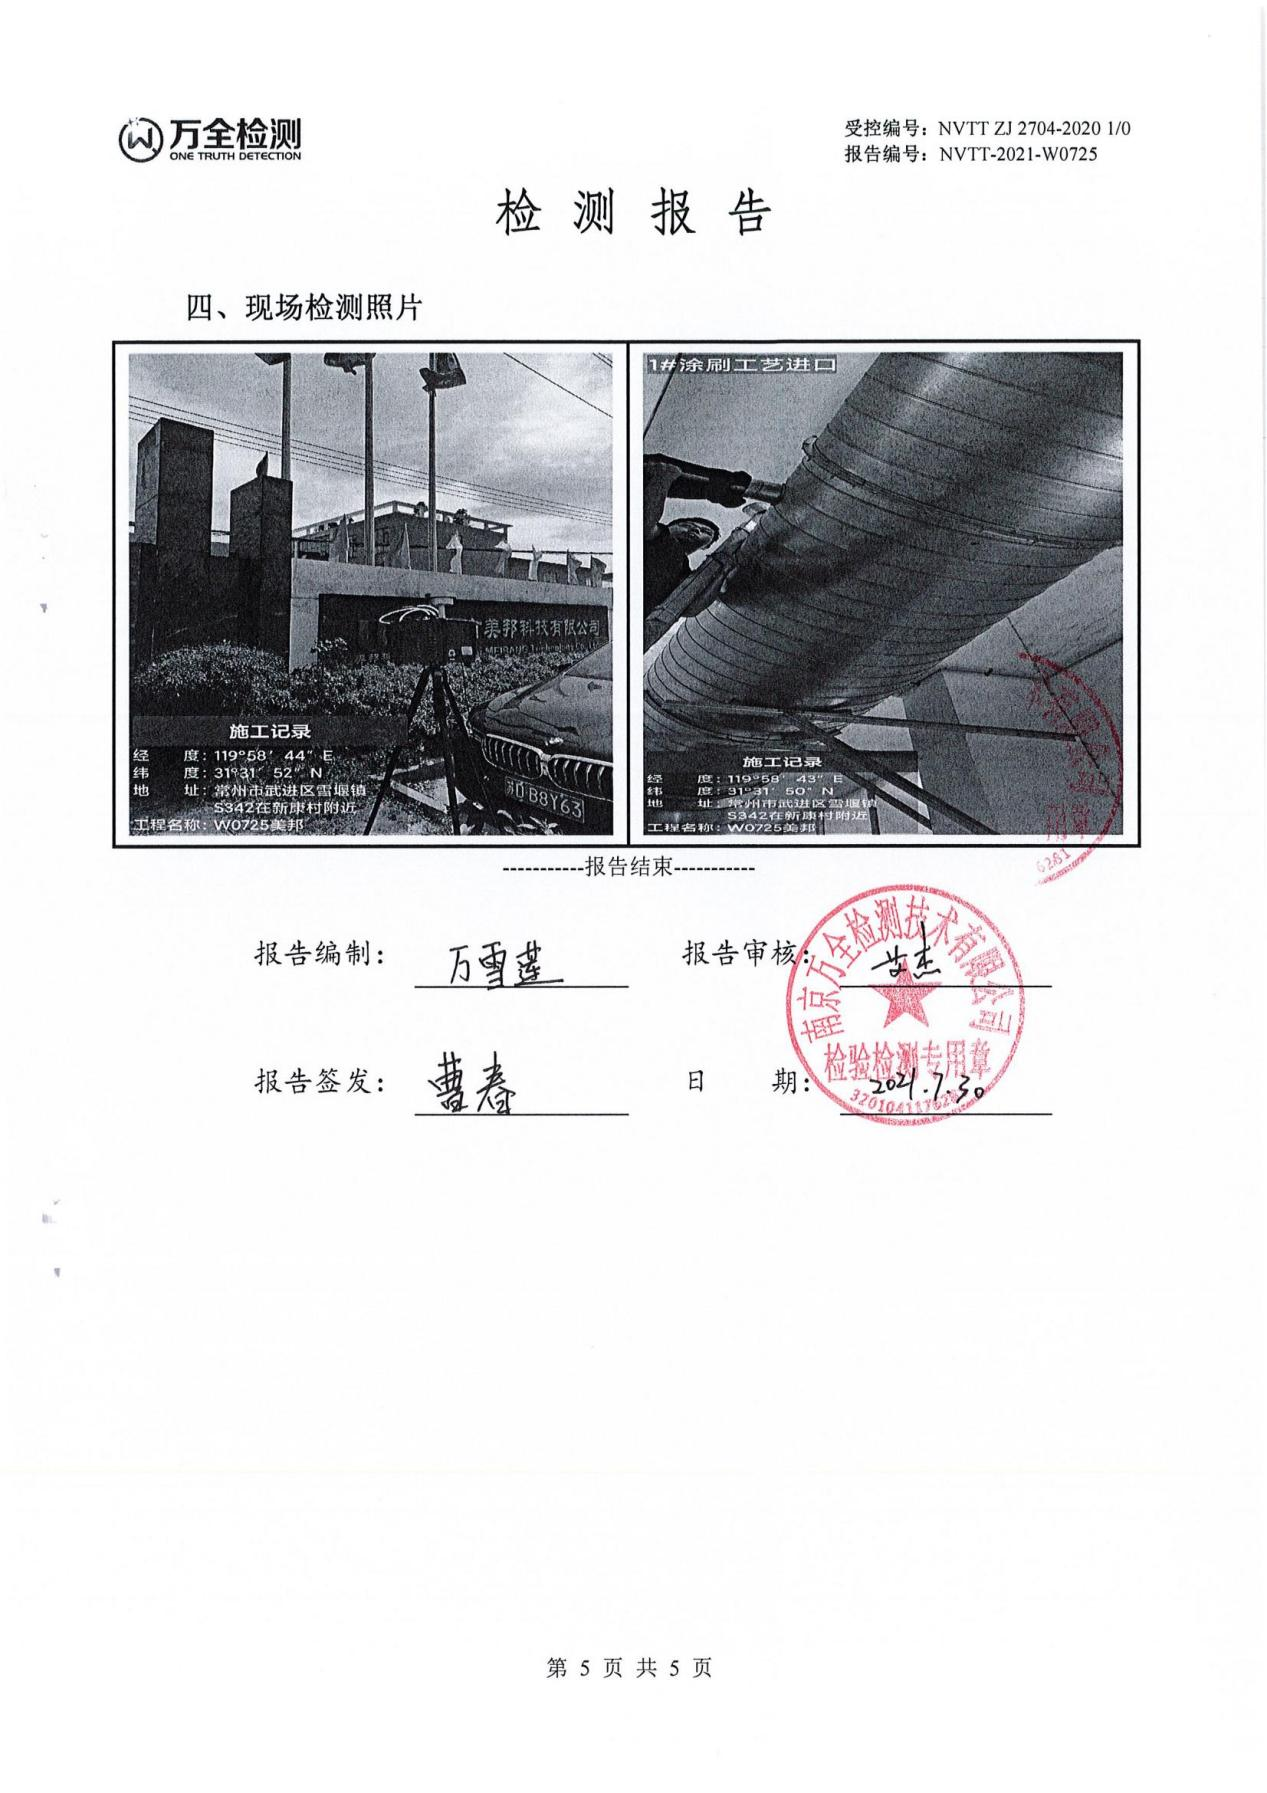 万全检测
ONE TRUTH DETECTION
受控编号：NVTT ZJ 2704-2020 1/0
报告编号：NVTT-2021-W0725
检测报告
四、现场检测照片
美邦科技有限公司
苏D B8Y63
施工记录
经 度：119°58′44″E
纬 度：31°31′52″N
地 址：常州市武进区雪堰镇
S342在新康村附近
工程名称：W0725美邦
1#涂刷工艺进口
施工记录
经 度：119°58′43″E
纬 度：31°31′50″N
地 址：常州市武进区雪堰镇
S342在新康村附近
工程名称：W0725美邦
限公司
用章
6281
-----------报告结束-----------
报告编制：万雪莲
报告审核：
南京万全检测技术有限公司
检验检测专用章
报告签发：曹春
日 期：2021.7.30
第 5 页 共 5 页